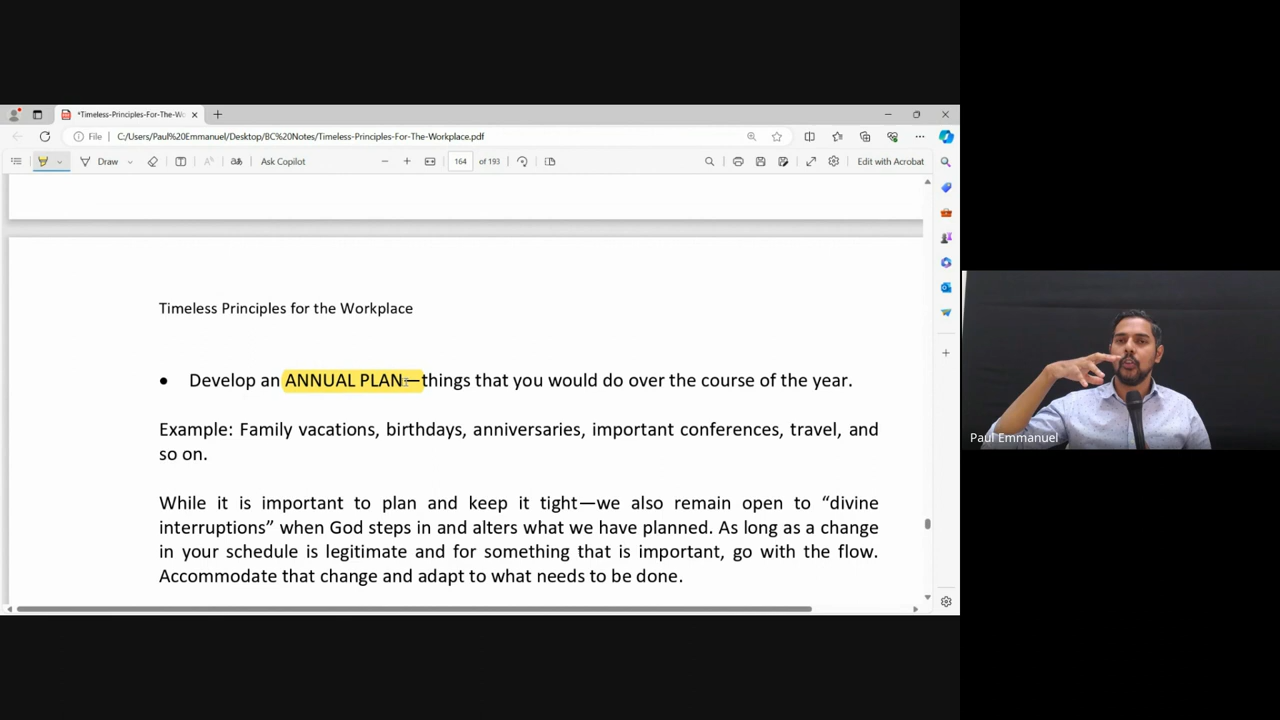 *Timeless-Principles-For-The-Wo
File
C:/Users/Paul%20Emmanuel/Desktop/BC%20Notes/Timeless-Principles-For-The-Workplace.pdf
Draw
Ask Copilot
164 of 193
Edit with Acrobat
Timeless Principles for the Workplace
• Develop an ANNUAL PLAN—things that you would do over the course of the year.
Example: Family vacations, birthdays, anniversaries, important conferences, travel, and
so on.
While it is important to plan and keep it tight—we also remain open to “divine
interruptions” when God steps in and alters what we have planned. As long as a change
in your schedule is legitimate and for something that is important, go with the flow.
Accommodate that change and adapt to what needs to be done.
Paul Emmanuel